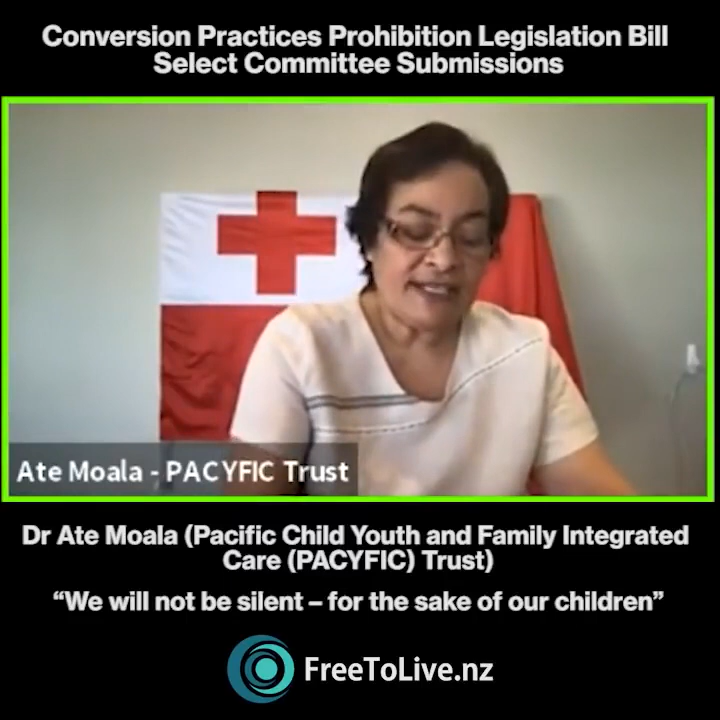 Conversion Practices Prohibition Legislation Bill
Select Committee Submissions
Ate Moala - PACYFIC Trust
Dr Ate Moala (Pacific Child Youth and Family Integrated
Care (PACYFIC) Trust)
“We will not be silent – for the sake of our children”
FreeToLive.nz